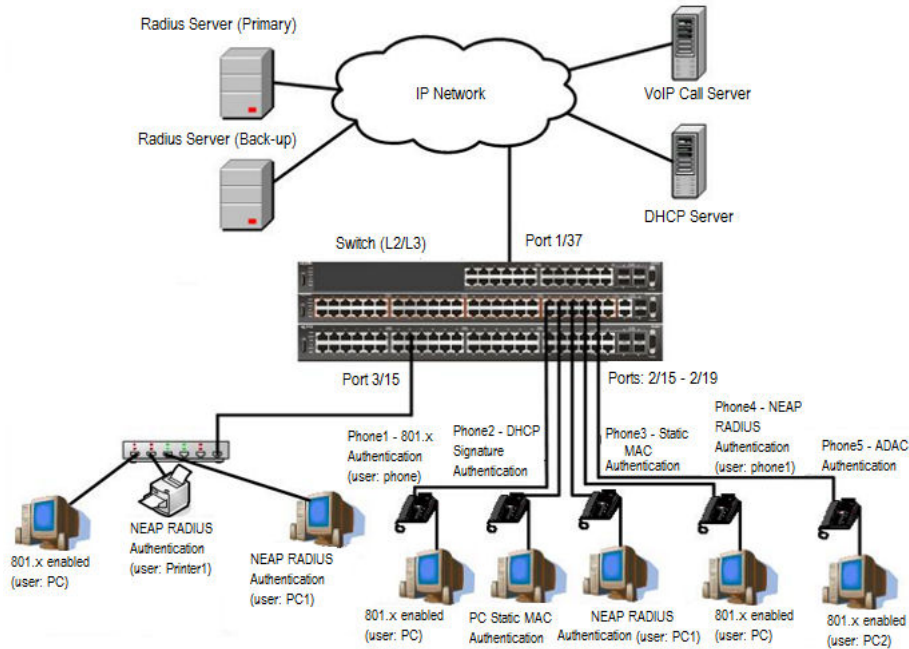 Radius Server (Primary)
IP Network
VoIP Call Server
Radius Server (Back-up)
DHCP Server
Switch (L2/L3)
Port 1/37
Port 3/15
Ports: 2/15 - 2/19
Phone1 - 801.x
Authentication
(user: phone)
Phone2 - DHCP
Signature
Authentication
Phone3 - Static
MAC
Authentication
Phone4 - NEAP
RADIUS
Authentication
(user: phone1)
Phone5 - ADAC
Authentication
801.x enabled
(user: PC)
NEAP RADIUS
Authentication
(user: Printer1)
NEAP RADIUS
Authentication
(user: PC1)
801.x enabled
(user: PC)
PC Static MAC
Authentication
NEAP RADIUS
Authentication (user: PC1)
801.x enabled
(user: PC)
801.x enabled
(user: PC2)